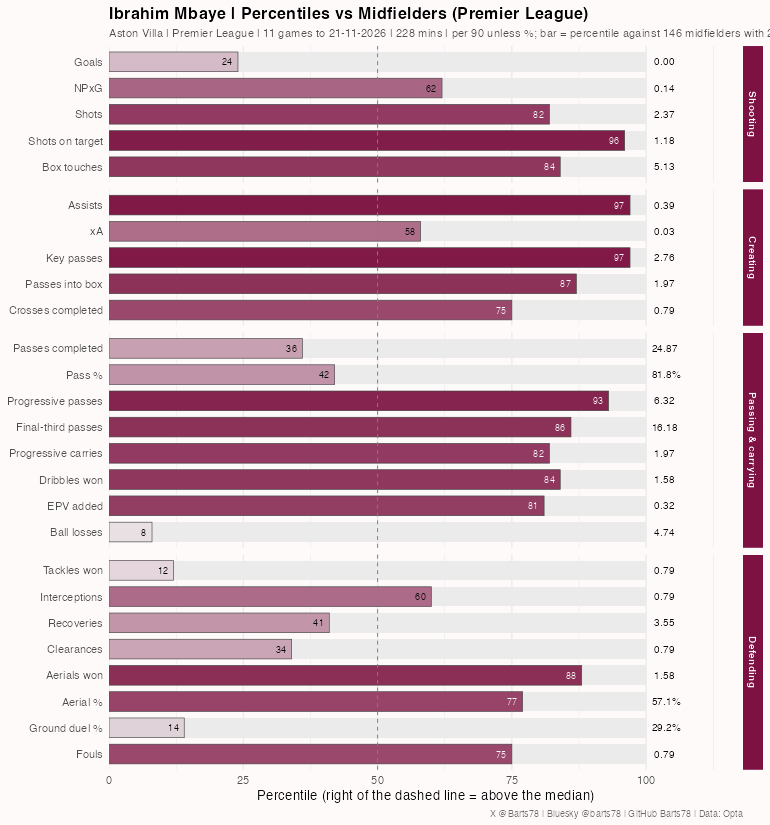 Ibrahim Mbaye | Percentiles vs Midfielders (Premier League)
Aston Villa | Premier League | 11 games to 21-11-2026 | 228 mins | per 90 unless %; bar = percentile against 146 midfielders with 2
Shooting
Goals 24 0.00
NPxG 62 0.14
Shots 82 2.37
Shots on target 96 1.18
Box touches 84 5.13
Creating
Assists 97 0.39
xA 58 0.03
Key passes 97 2.76
Passes into box 87 1.97
Crosses completed 75 0.79
Passing & carrying
Passes completed 36 24.87
Pass % 42 81.8%
Progressive passes 93 6.32
Final-third passes 86 16.18
Progressive carries 82 1.97
Dribbles won 84 1.58
EPV added 81 0.32
Ball losses 8 4.74
Defending
Tackles won 12 0.79
Interceptions 60 0.79
Recoveries 41 3.55
Clearances 34 0.79
Aerials won 88 1.58
Aerial % 77 57.1%
Ground duel % 14 29.2%
Fouls 75 0.79
0 25 50 75 100
Percentile (right of the dashed line = above the median)
X @Barts78 | Bluesky @barts78 | GitHub Barts78 | Data: Opta